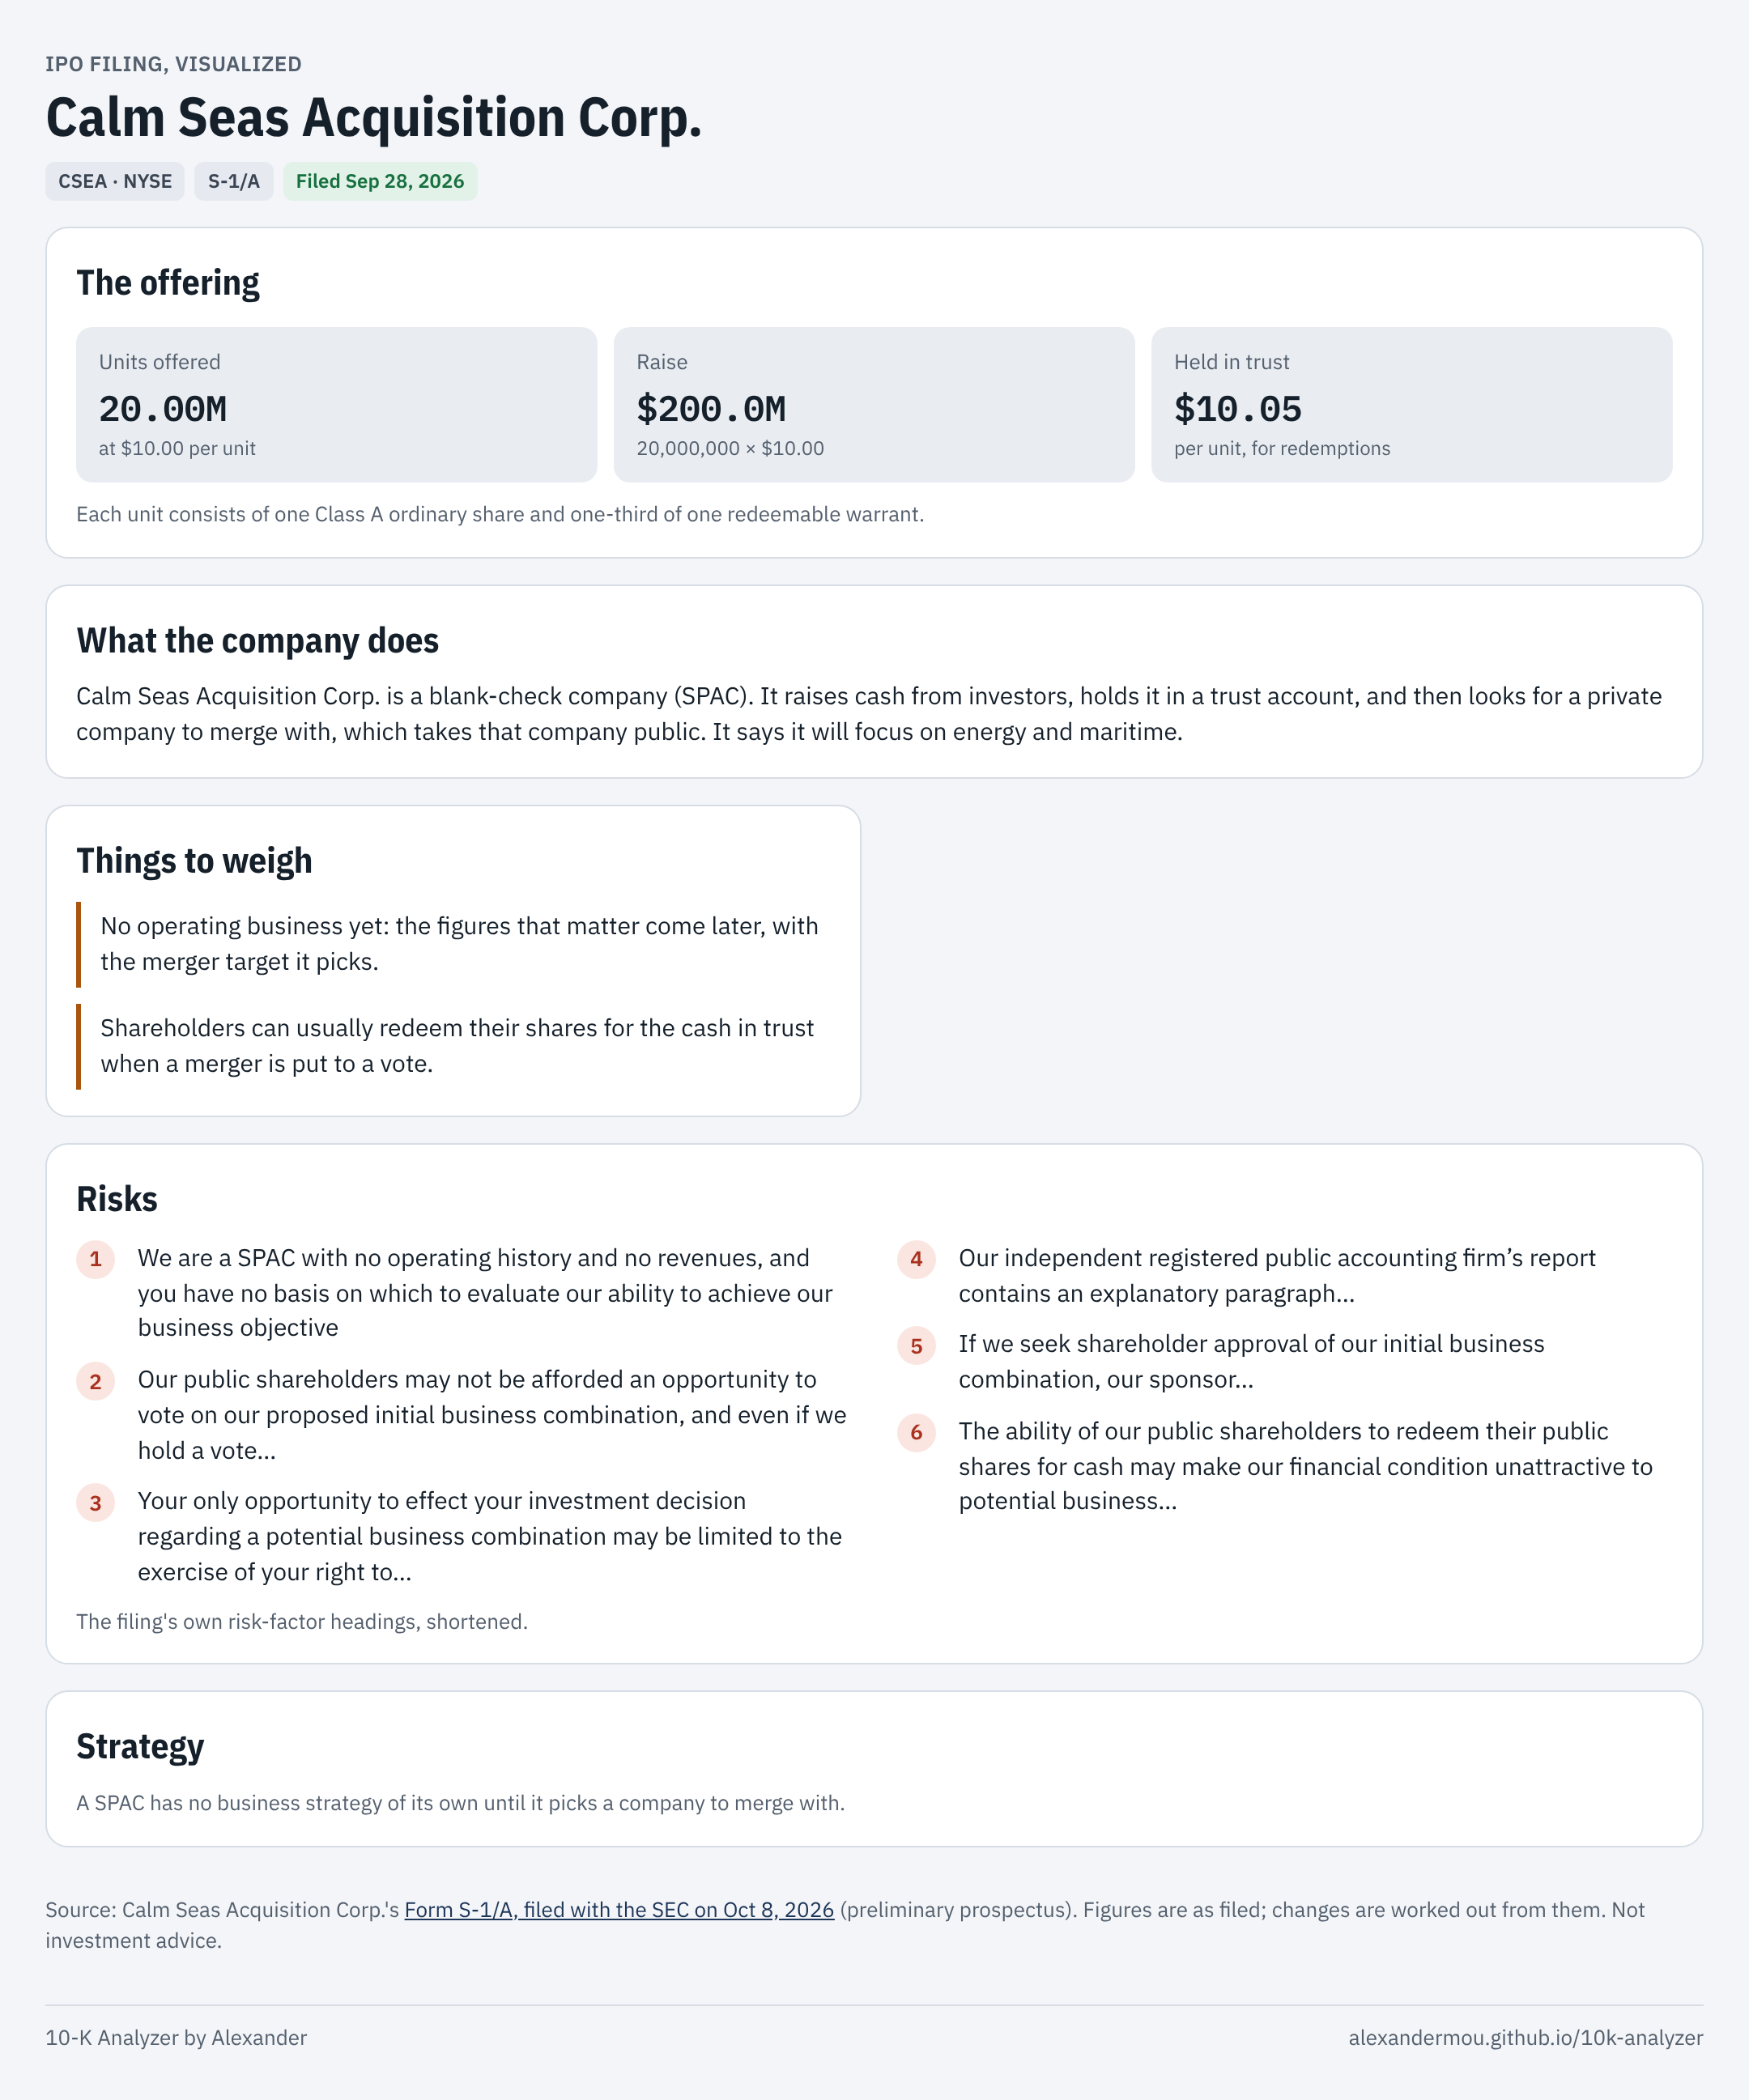 IPO FILING, VISUALIZED
Calm Seas Acquisition Corp.
CSEA · NYSE
S-1/A
Filed Sep 28, 2026
The offering
Units offered
20.00M
at $10.00 per unit
Raise
$200.0M
20,000,000 × $10.00
Held in trust
$10.05
per unit, for redemptions
Each unit consists of one Class A ordinary share and one-third of one redeemable warrant.
What the company does
Calm Seas Acquisition Corp. is a blank-check company (SPAC). It raises cash from investors, holds it in a trust account, and then looks for a private
company to merge with, which takes that company public. It says it will focus on energy and maritime.
Things to weigh
No operating business yet: the figures that matter come later, with
the merger target it picks.
Shareholders can usually redeem their shares for the cash in trust
when a merger is put to a vote.
Risks
1 We are a SPAC with no operating history and no revenues, and
you have no basis on which to evaluate our ability to achieve our
business objective
2 Our public shareholders may not be afforded an opportunity to
vote on our proposed initial business combination, and even if we
hold a vote…
3 Your only opportunity to effect your investment decision
regarding a potential business combination may be limited to the
exercise of your right to…
4 Our independent registered public accounting firm’s report
contains an explanatory paragraph…
5 If we seek shareholder approval of our initial business
combination, our sponsor…
6 The ability of our public shareholders to redeem their public
shares for cash may make our financial condition unattractive to
potential business…
The filing's own risk-factor headings, shortened.
Strategy
A SPAC has no business strategy of its own until it picks a company to merge with.
Source: Calm Seas Acquisition Corp.'s Form S-1/A, filed with the SEC on Oct 8, 2026 (preliminary prospectus). Figures are as filed; changes are worked out from them. Not
investment advice.
10-K Analyzer by Alexander
alexandermou.github.io/10k-analyzer